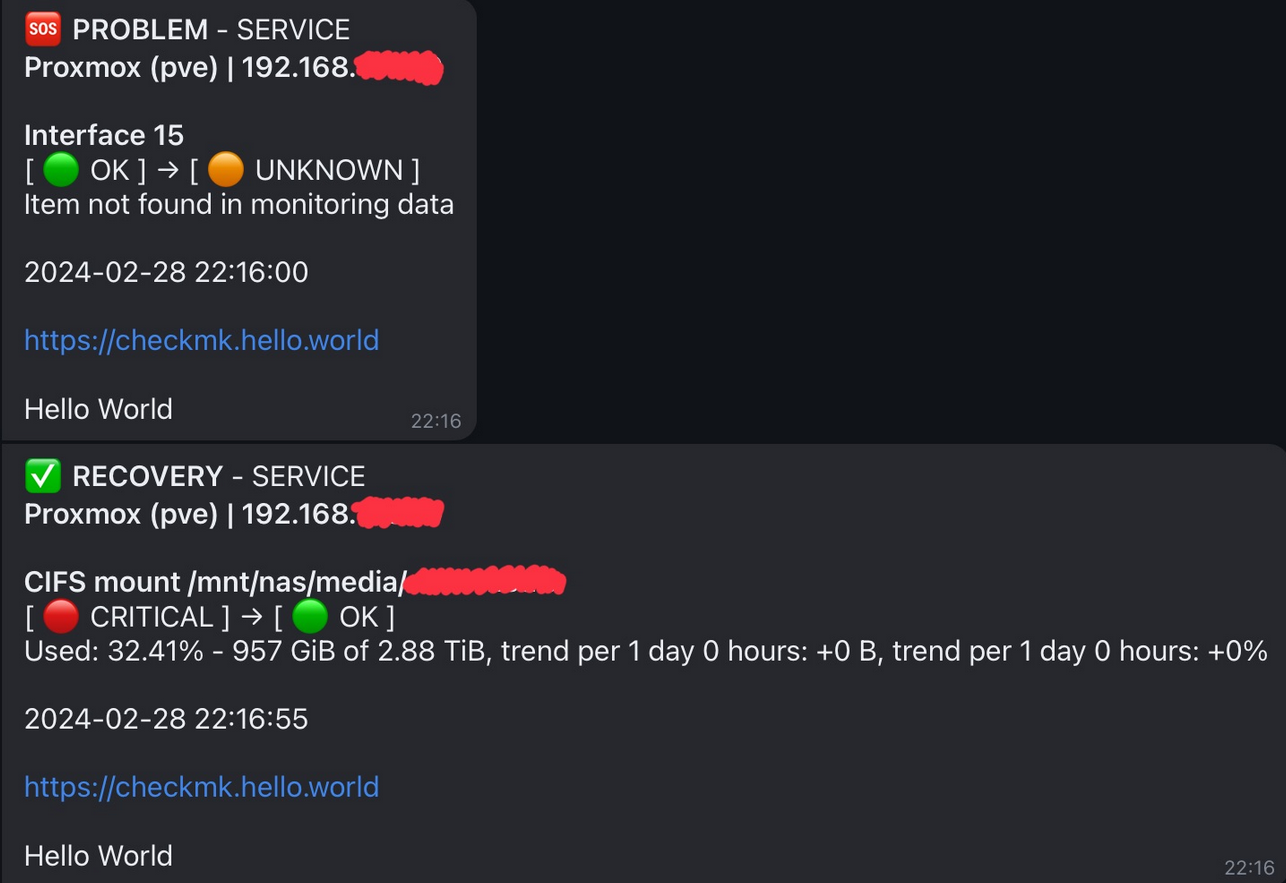 SOS PROBLEM - SERVICE
Proxmox (pve) | 192.168.
Interface 15
[ 🟢 OK ] → [ 🟠 UNKNOWN ]
Item not found in monitoring data
2024-02-28 22:16:00
https://checkmk.hello.world
Hello World
22:16
✅ RECOVERY - SERVICE
Proxmox (pve) | 192.168.
CIFS mount /mnt/nas/media/
[ 🔴 CRITICAL ] → [ 🟢 OK ]
Used: 32.41% - 957 GiB of 2.88 TiB, trend per 1 day 0 hours: +0 B, trend per 1 day 0 hours: +0%
2024-02-28 22:16:55
https://checkmk.hello.world
Hello World
22:16